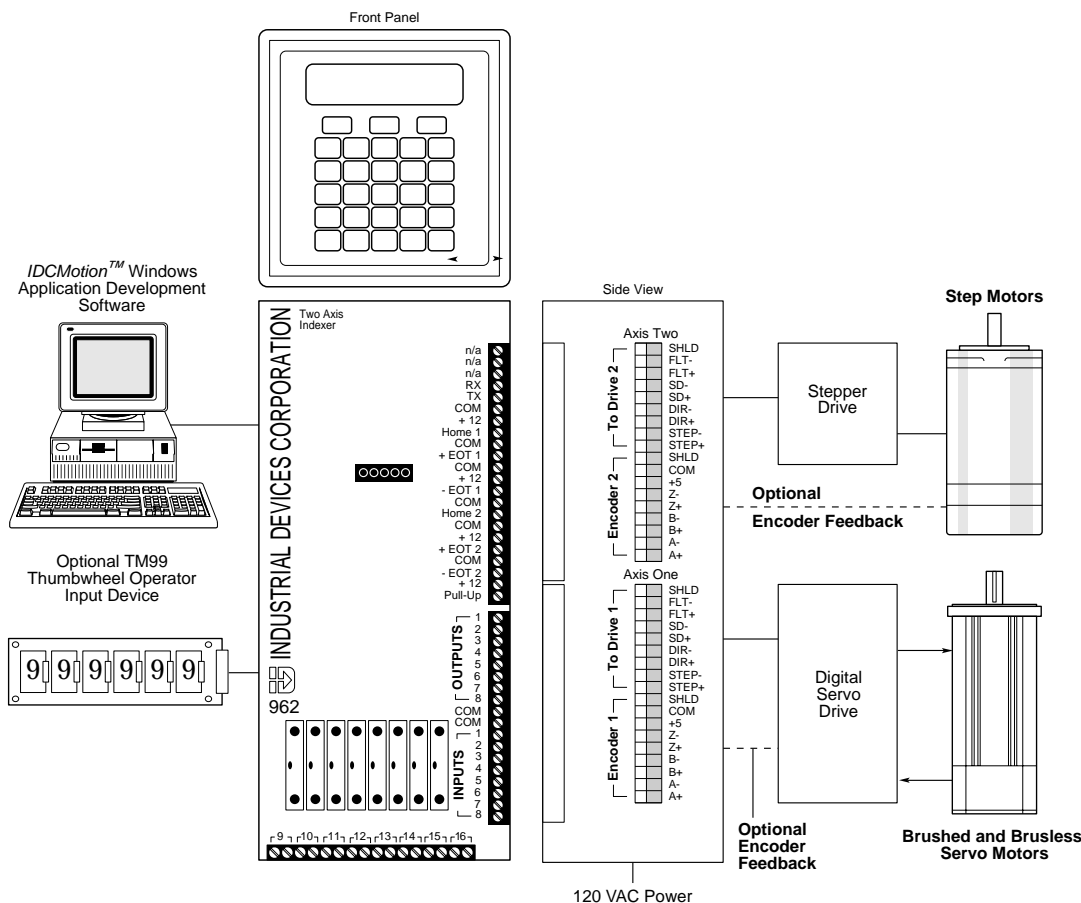 Front Panel
IDCMotion™ Windows
Application Development
Software
Optional TM99
Thumbwheel Operator
Input Device
9 9 9 9 9 9
INDUSTRIAL DEVICES CORPORATION
Two Axis
Indexer
n/a
n/a
n/a
RX
TX
COM
+ 12
Home 1
COM
+ EOT 1
COM
+ 12
- EOT 1
COM
Home 2
COM
+ 12
+ EOT 2
COM
- EOT 2
+ 12
Pull-Up
OUTPUTS
1
2
3
4
5
6
7
8
COM
COM
INPUTS
1
2
3
4
5
6
7
8
962
9 10 11 12 13 14 15 16
Side View
Axis Two
To Drive 2
SHLD
FLT-
FLT+
SD-
SD+
DIR-
DIR+
STEP-
STEP+
Encoder 2
SHLD
COM
+5
Z-
Z+
B-
B+
A-
A+
Axis One
To Drive 1
SHLD
FLT-
FLT+
SD-
SD+
DIR-
DIR+
STEP-
STEP+
Encoder 1
SHLD
COM
+5
Z-
Z+
B-
B+
A-
A+
120 VAC Power
Step Motors
Stepper
Drive
Optional
Encoder Feedback
Digital
Servo
Drive
Optional
Encoder
Feedback
Brushed and Brusless
Servo Motors